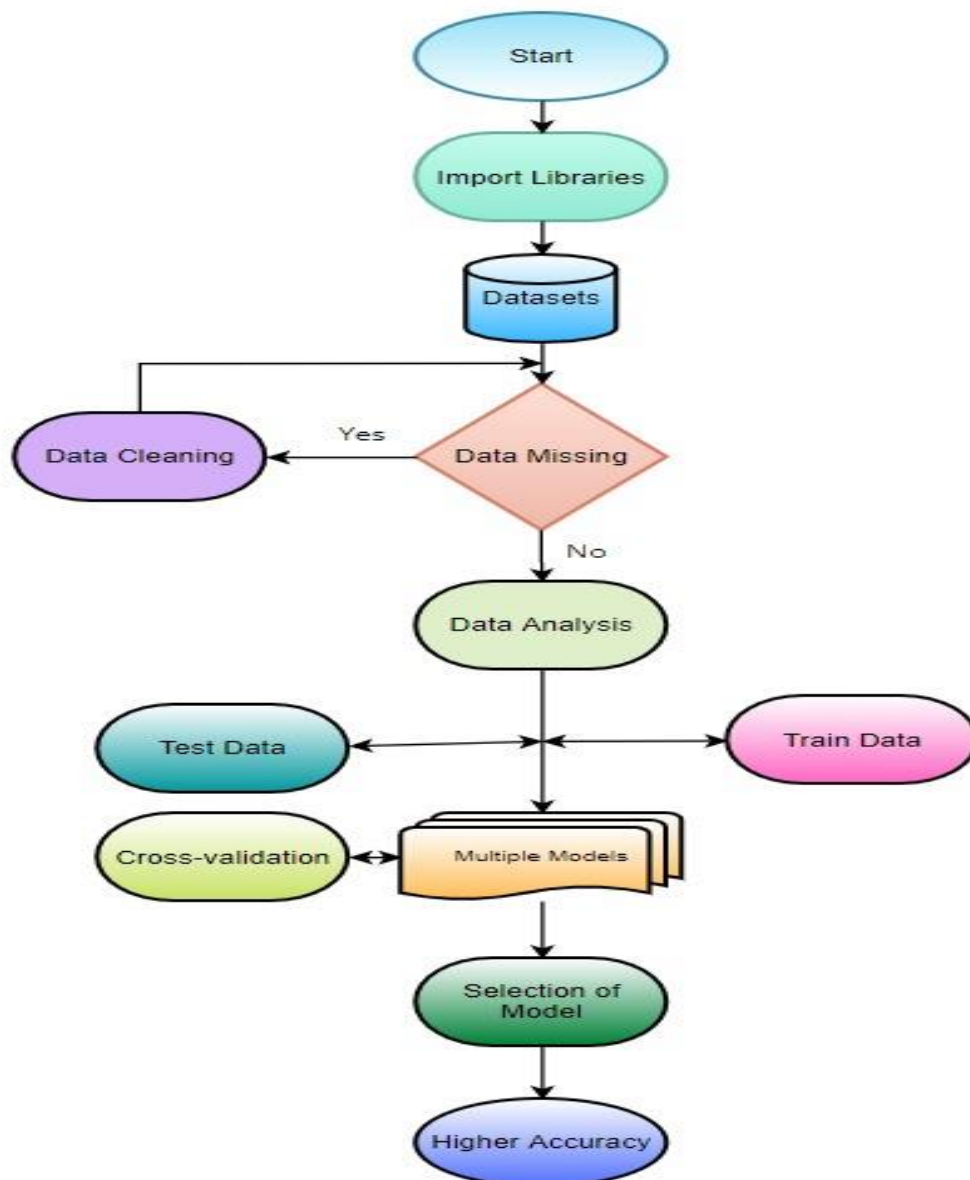 Start
Import Libraries
Datasets
Yes
Data Cleaning
Data Missing
No
Data Analysis
Test Data
Train Data
Cross-validation
Multiple Models
Selection of
Model
Higher Accuracy